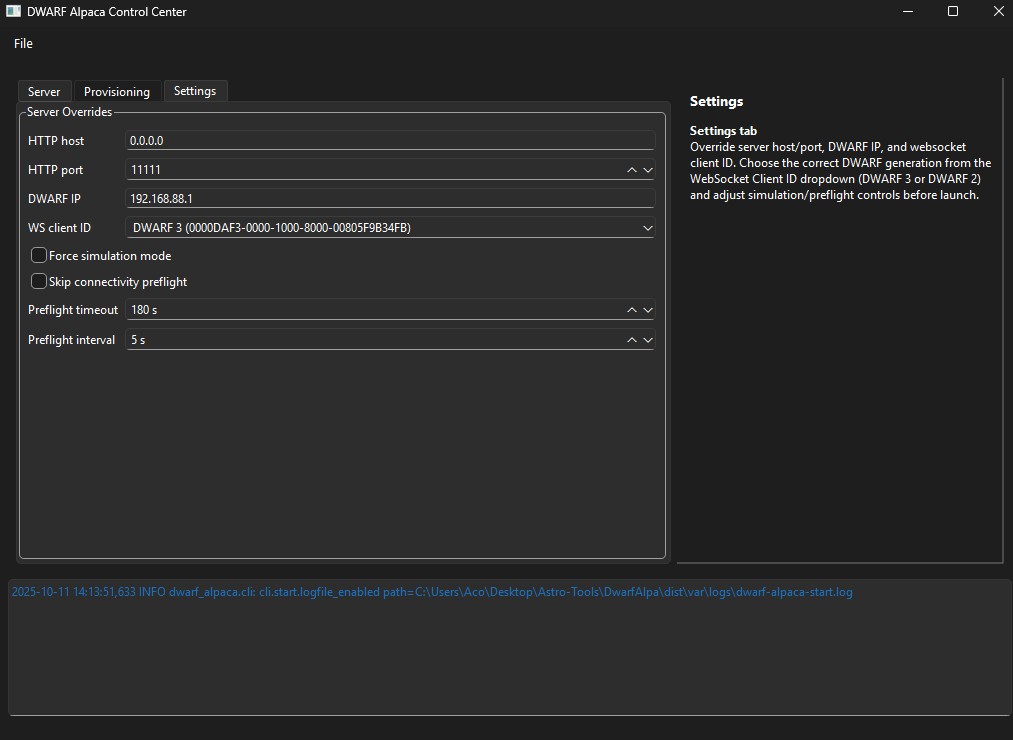 DWARF Alpaca Control Center
File
Server Provisioning Settings
Server Overrides
HTTP host 0.0.0.0
HTTP port 11111
DWARF IP 192.168.88.1
WS client ID DWARF 3 (0000DAF3-0000-1000-8000-00805F9B34FB)
Force simulation mode
Skip connectivity preflight
Preflight timeout 180 s
Preflight interval 5 s
Settings
Settings tab
Override server host/port, DWARF IP, and websocket
client ID. Choose the correct DWARF generation from the
WebSocket Client ID dropdown (DWARF 3 or DWARF 2)
and adjust simulation/preflight controls before launch.
2025-10-11 14:13:51,633 INFO dwarf_alpaca.cli: cli.start.logfile_enabled path=C:\Users\Aco\Desktop\Astro-Tools\DwarfAlpa\dist\var\logs\dwarf-alpaca-start.log